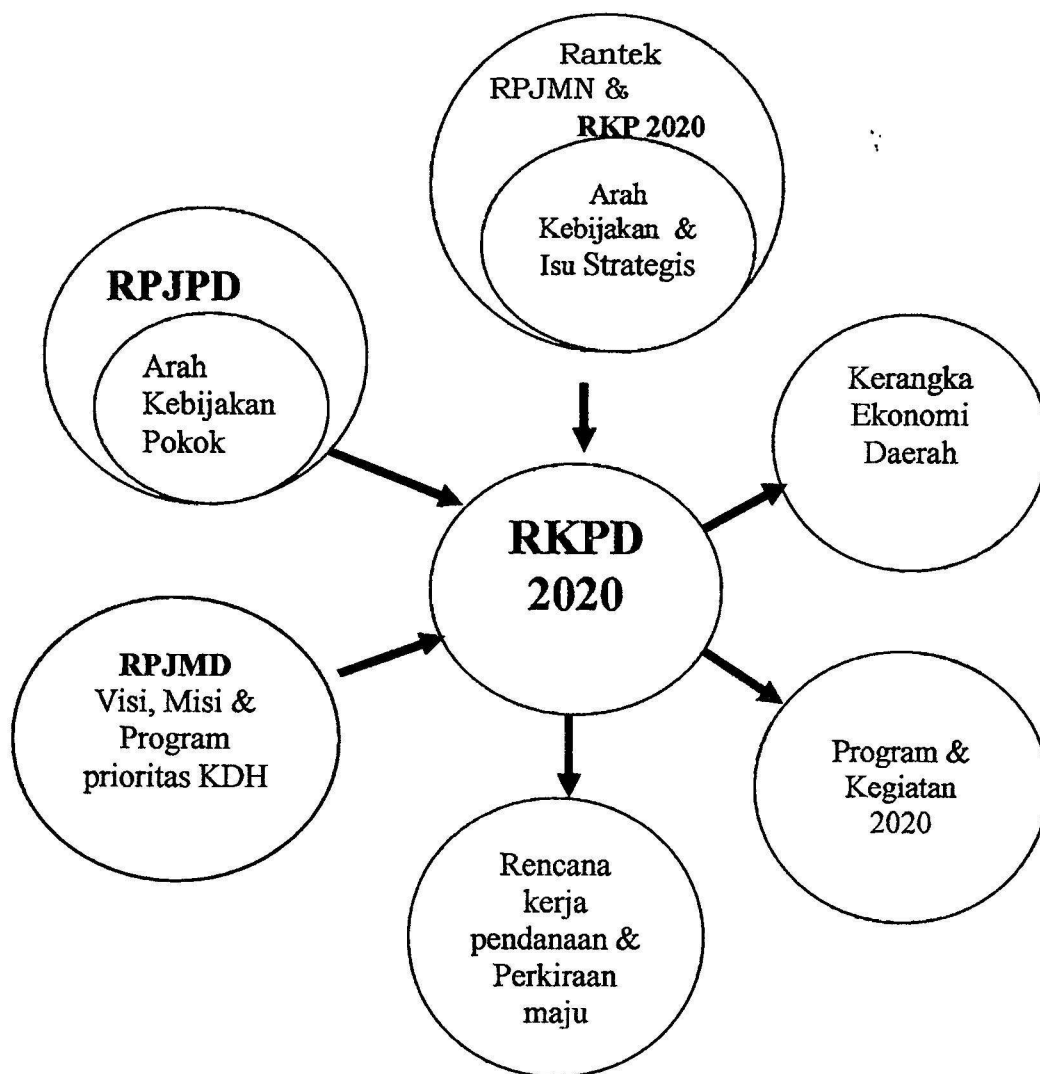 Rantek
RPJMN &
RKP 2020
Arah
Kebijakan &
Isu Strategis
RPJPD
Arah
Kebijakan
Pokok
Kerangka
Ekonomi
Daerah
RKPD
2020
RPJMD
Visi, Misi &
Program
prioritas KDH
Program &
Kegiatan
2020
Rencana
kerja
pendanaan &
Perkiraan
maju